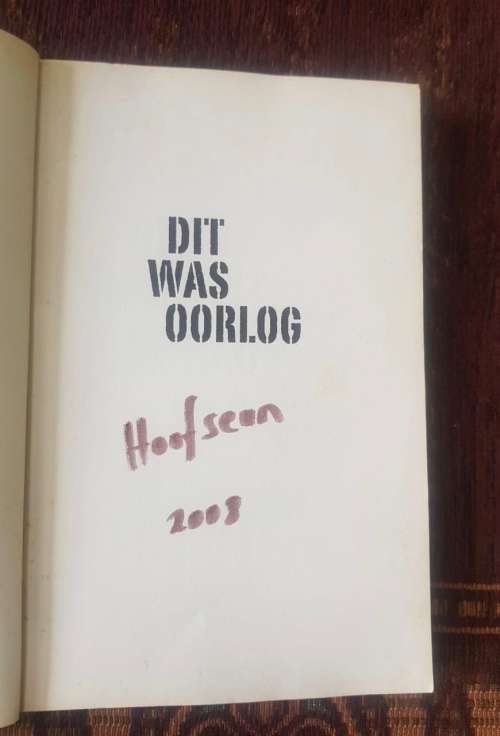 DIT
WAS
OORLOG
Hoofseun
2008